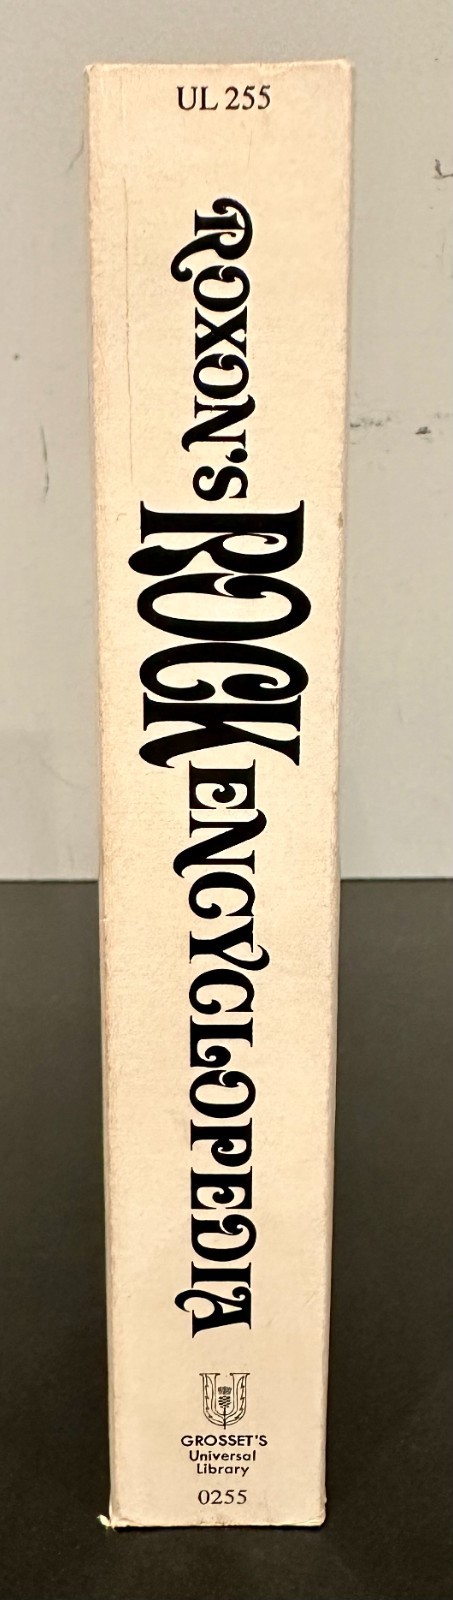 UL 255
ROXON'S ROCK ENCYCLOPEDIA
GROSSET'S
Universal
Library
0255